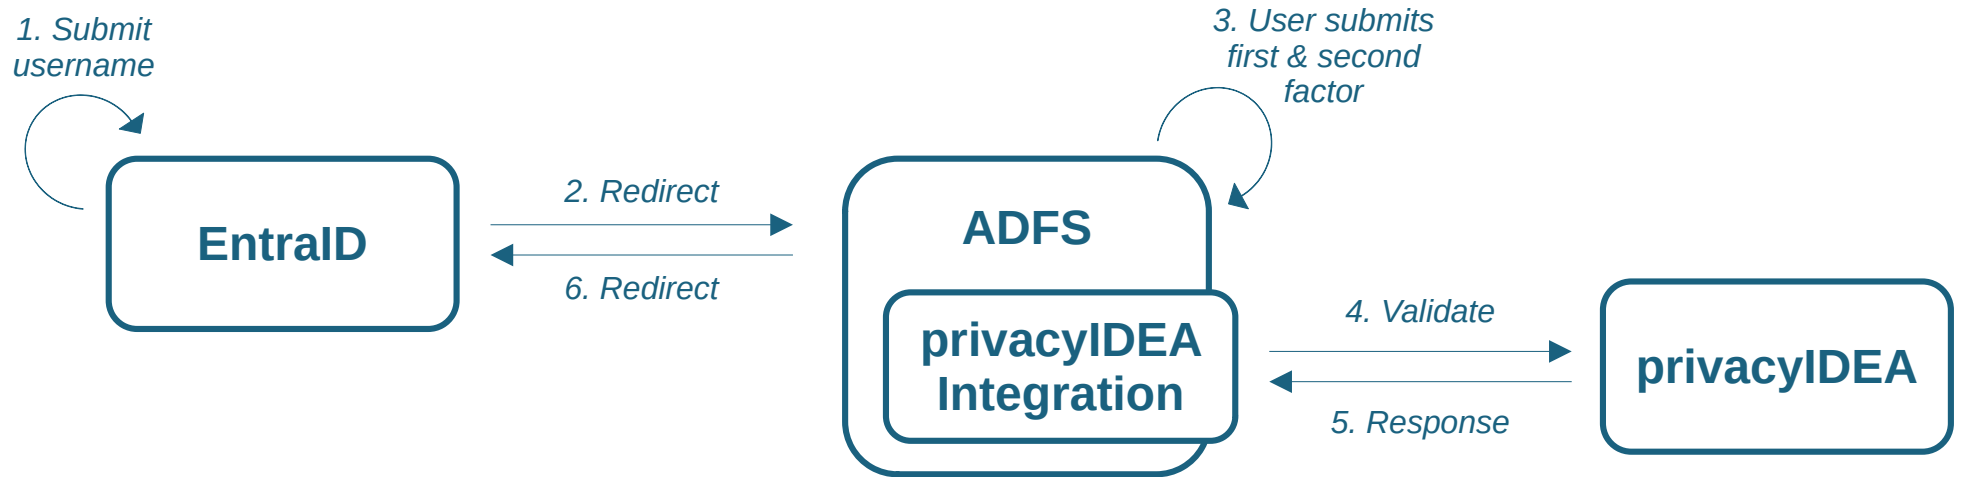 1. Submit
username
3. User submits
first & second
factor
EntraID
2. Redirect
6. Redirect
ADFS
privacyIDEA
Integration
4. Validate
5. Response
privacyIDEA